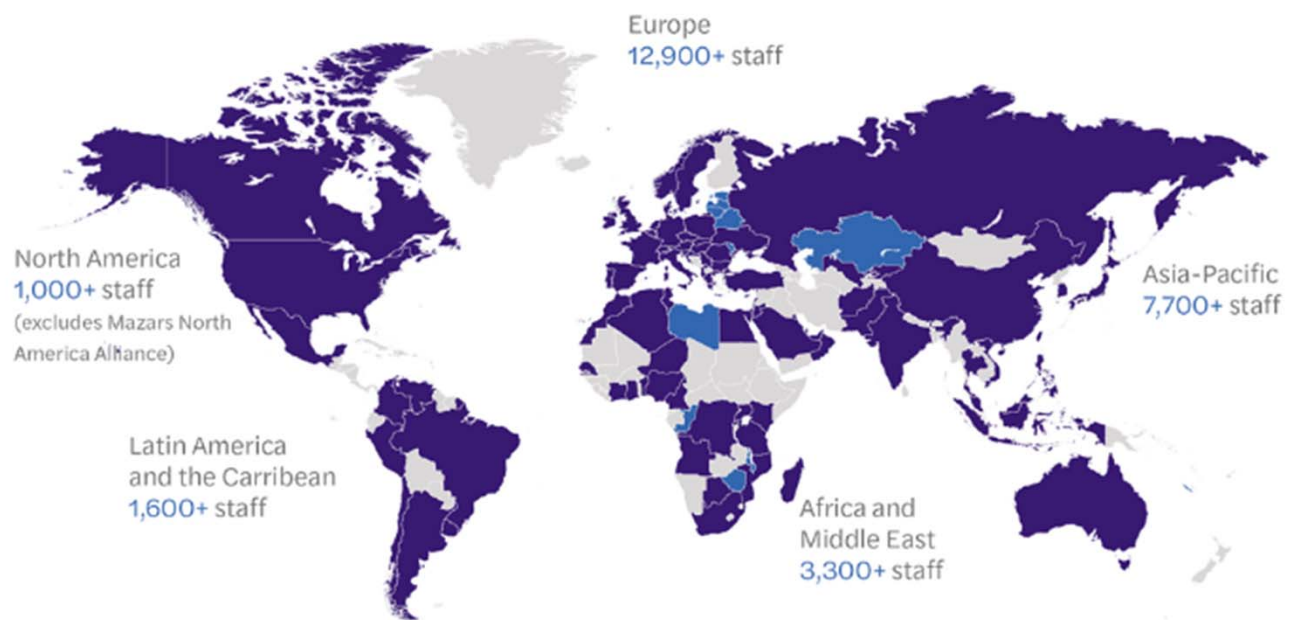 Europe
12,900+ staff
North America
1,000+ staff
(excludes Mazars North
America Alliance)
Asia-Pacific
7,700+ staff
Latin America
and the Carribean
1,600+ staff
Africa and
Middle East
3,300+ staff